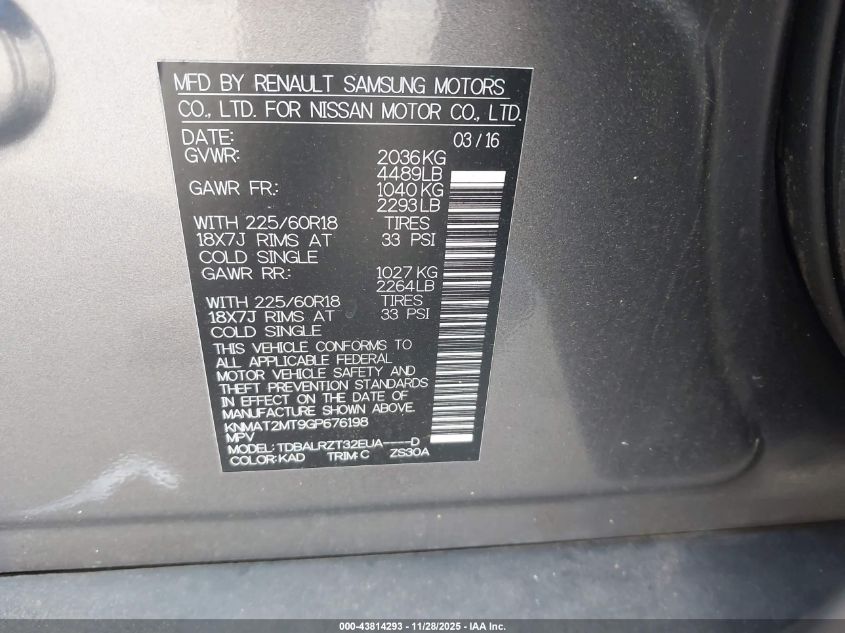 MFD BY RENAULT SAMSUNG MOTORS
CO., LTD. FOR NISSAN MOTOR CO., LTD.
DATE: 03/16
GVWR: 2036KG
4489LB
GAWR FR.: 1040KG
2293LB
WITH 225/60R18 TIRES
18X7J RIMS AT 33 PSI
COLD SINGLE
GAWR RR.: 1027KG
2264LB
WITH 225/60R18 TIRES
18X7J RIMS AT 33 PSI
COLD SINGLE
THIS VEHICLE CONFORMS TO
ALL APPLICABLE FEDERAL
MOTOR VEHICLE SAFETY AND
THEFT PREVENTION STANDARDS
IN EFFECT ON THE DATE OF
MANUFACTURE SHOWN ABOVE.
KNMAT2MT9GP676198
MPV
MODEL: TDBALRZT32EUA----D
COLOR: KAD TRIM: C ZS30A
000-43814293 | 11/28/2025 - IAA Inc.